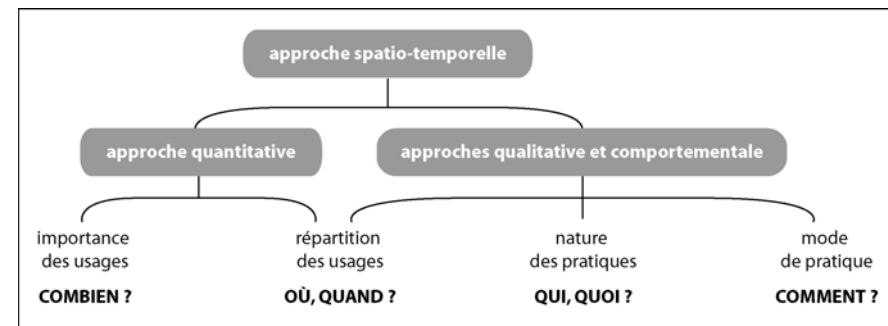 approche spatio-temporelle
approche quantitative
approches qualitative et comportementale
importance
des usages
COMBIEN ?
répartition
des usages
OÙ, QUAND ?
nature
des pratiques
QUI, QUOI ?
mode
de pratique
COMMENT ?